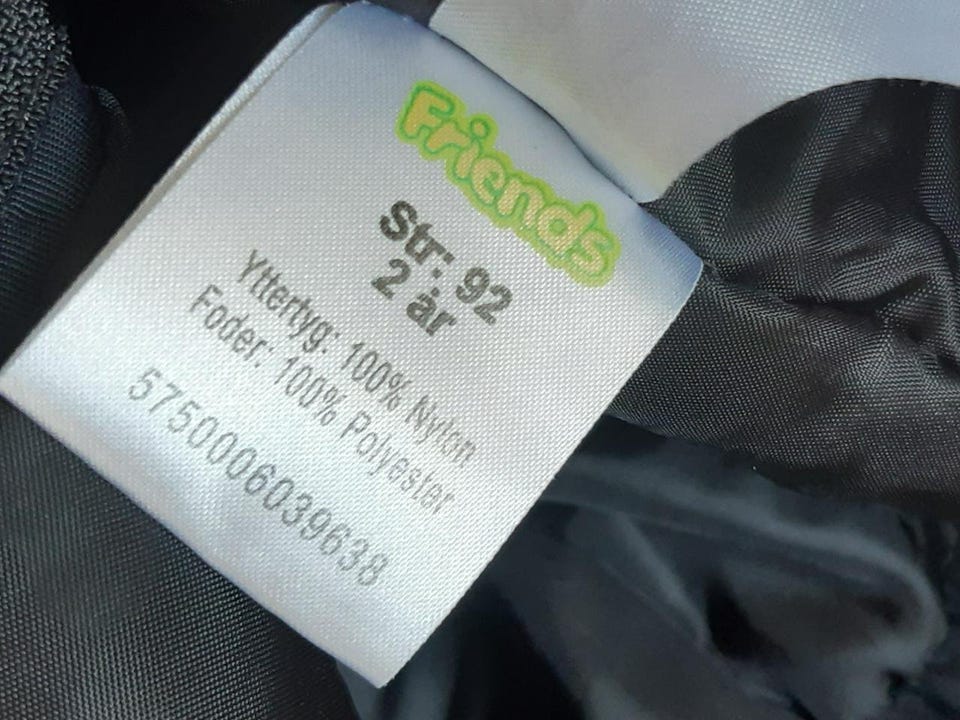 Friends
Str: 92
2 år
Yttertyg: 100% Nylon
Foder: 100% Polyester
5750006039638